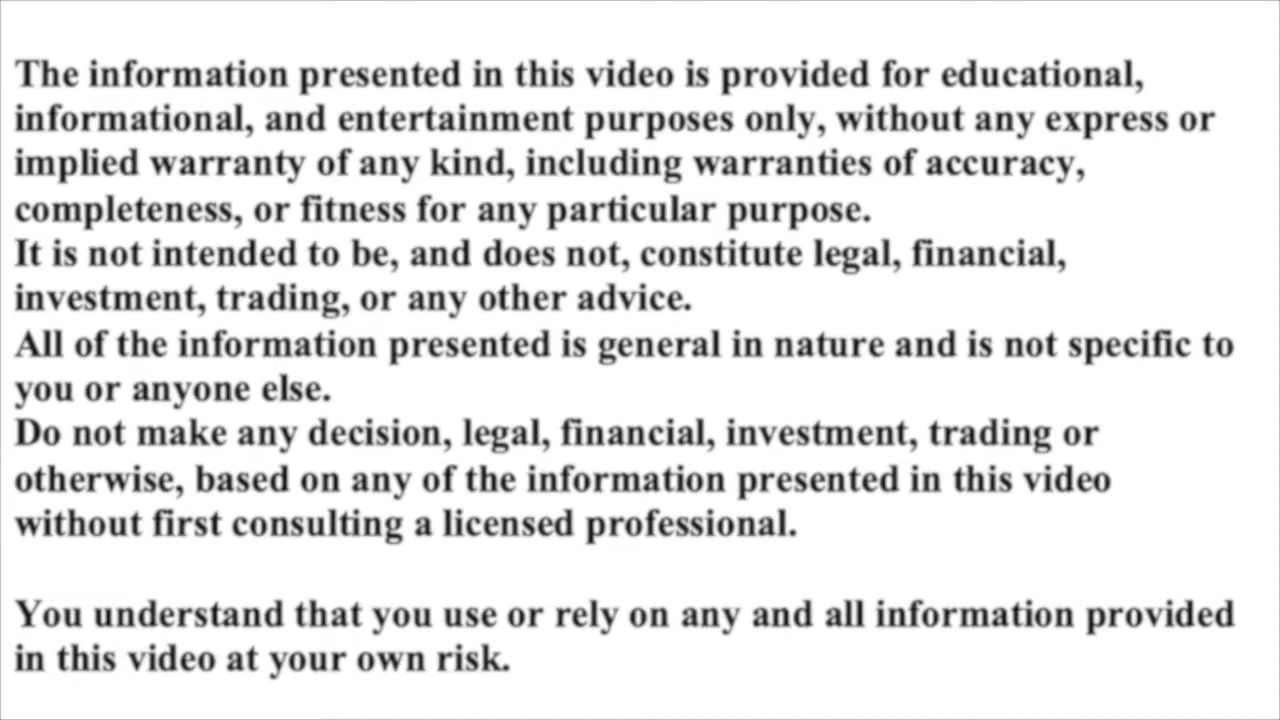 The information presented in this video is provided for educational,
informational, and entertainment purposes only, without any express or
implied warranty of any kind, including warranties of accuracy,
completeness, or fitness for any particular purpose.
It is not intended to be, and does not, constitute legal, financial,
investment, trading, or any other advice.
All of the information presented is general in nature and is not specific to
you or anyone else.
Do not make any decision, legal, financial, investment, trading or
otherwise, based on any of the information presented in this video
without first consulting a licensed professional.
You understand that you use or rely on any and all information provided
in this video at your own risk.